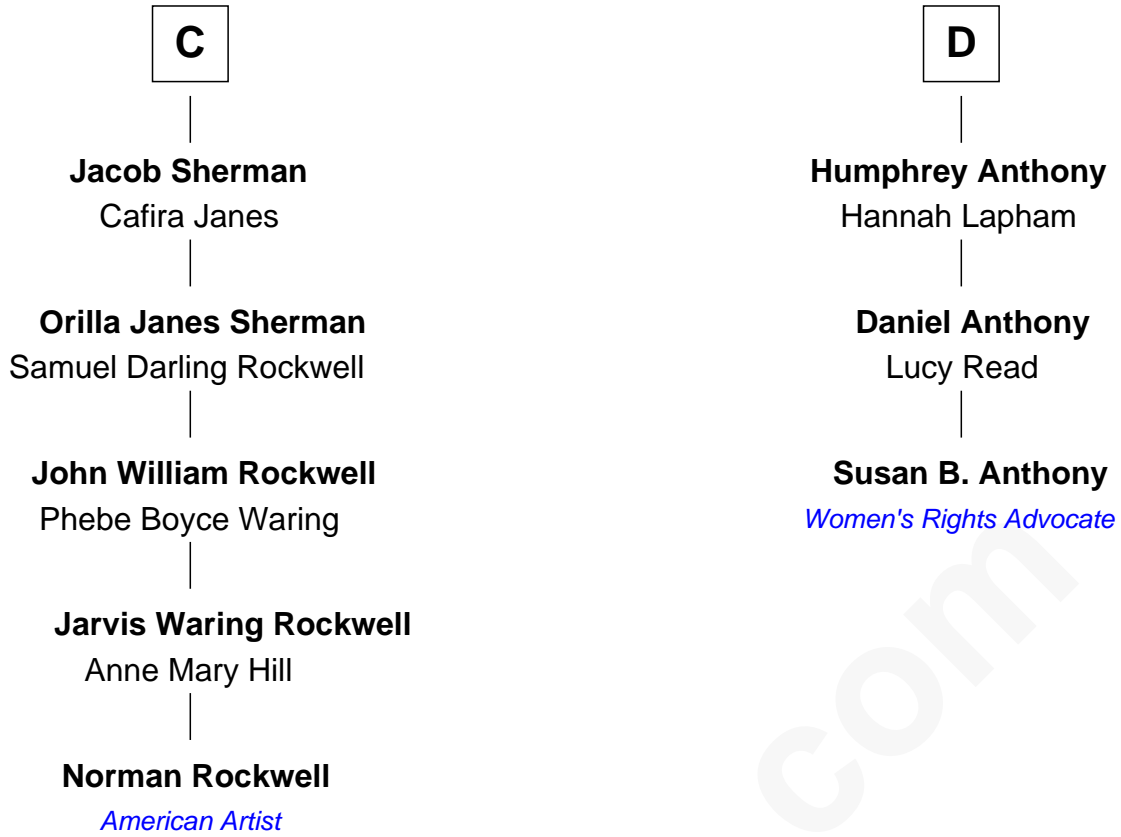 C
Jacob Sherman
Cafira Janes
Orilla Janes Sherman
Samuel Darling Rockwell
John William Rockwell
Phebe Boyce Waring
Jarvis Waring Rockwell
Anne Mary Hill
Norman Rockwell
American Artist
D
Humphrey Anthony
Hannah Lapham
Daniel Anthony
Lucy Read
Susan B. Anthony
Women's Rights Advocate
com